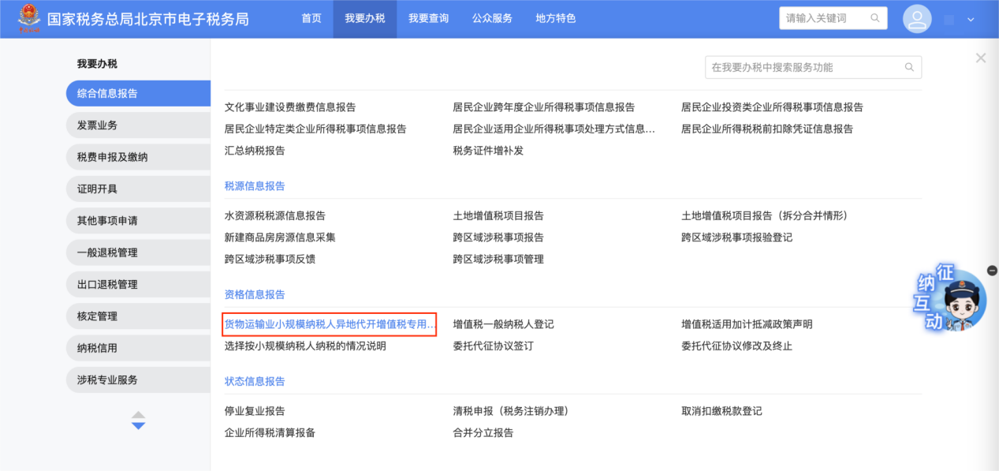 国家税务总局北京市电子税务局 首页 我要办税 我要查询 公众服务 地方特色 请输入关键词
我要办税
综合信息报告
发票业务
税费申报及缴纳
证明开具
其他事项申请
一般退税管理
出口退税管理
核定管理
纳税信用
涉税专业服务
在我要办税中搜索服务功能
文化事业建设费缴费信息报告 居民企业跨年度企业所得税事项信息报告 居民企业投资类企业所得税事项信息报告
居民企业特定类企业所得税事项信息报告 居民企业适用企业所得税事项处理方式信息... 居民企业所得税税前扣除凭证信息报告
汇总纳税报告 税务证件增补发
税源信息报告
水资源税税源信息报告 土地增值税项目报告 土地增值税项目报告（拆分合并情形）
新建商品房房源信息采集 跨区域涉税事项报告 跨区域涉税事项报验登记
跨区域涉税事项反馈 跨区域涉税事项管理
资格信息报告
货物运输业小规模纳税人异地代开增值税专用... 增值税一般纳税人登记 增值税适用加计抵减政策声明
选择按小规模纳税人纳税的情况说明 委托代征协议签订 委托代征协议修改及终止
状态信息报告
停业复业报告 清税申报（税务注销办理） 取消扣缴税款登记
企业所得税清算报备 合并分立报告
征纳互动